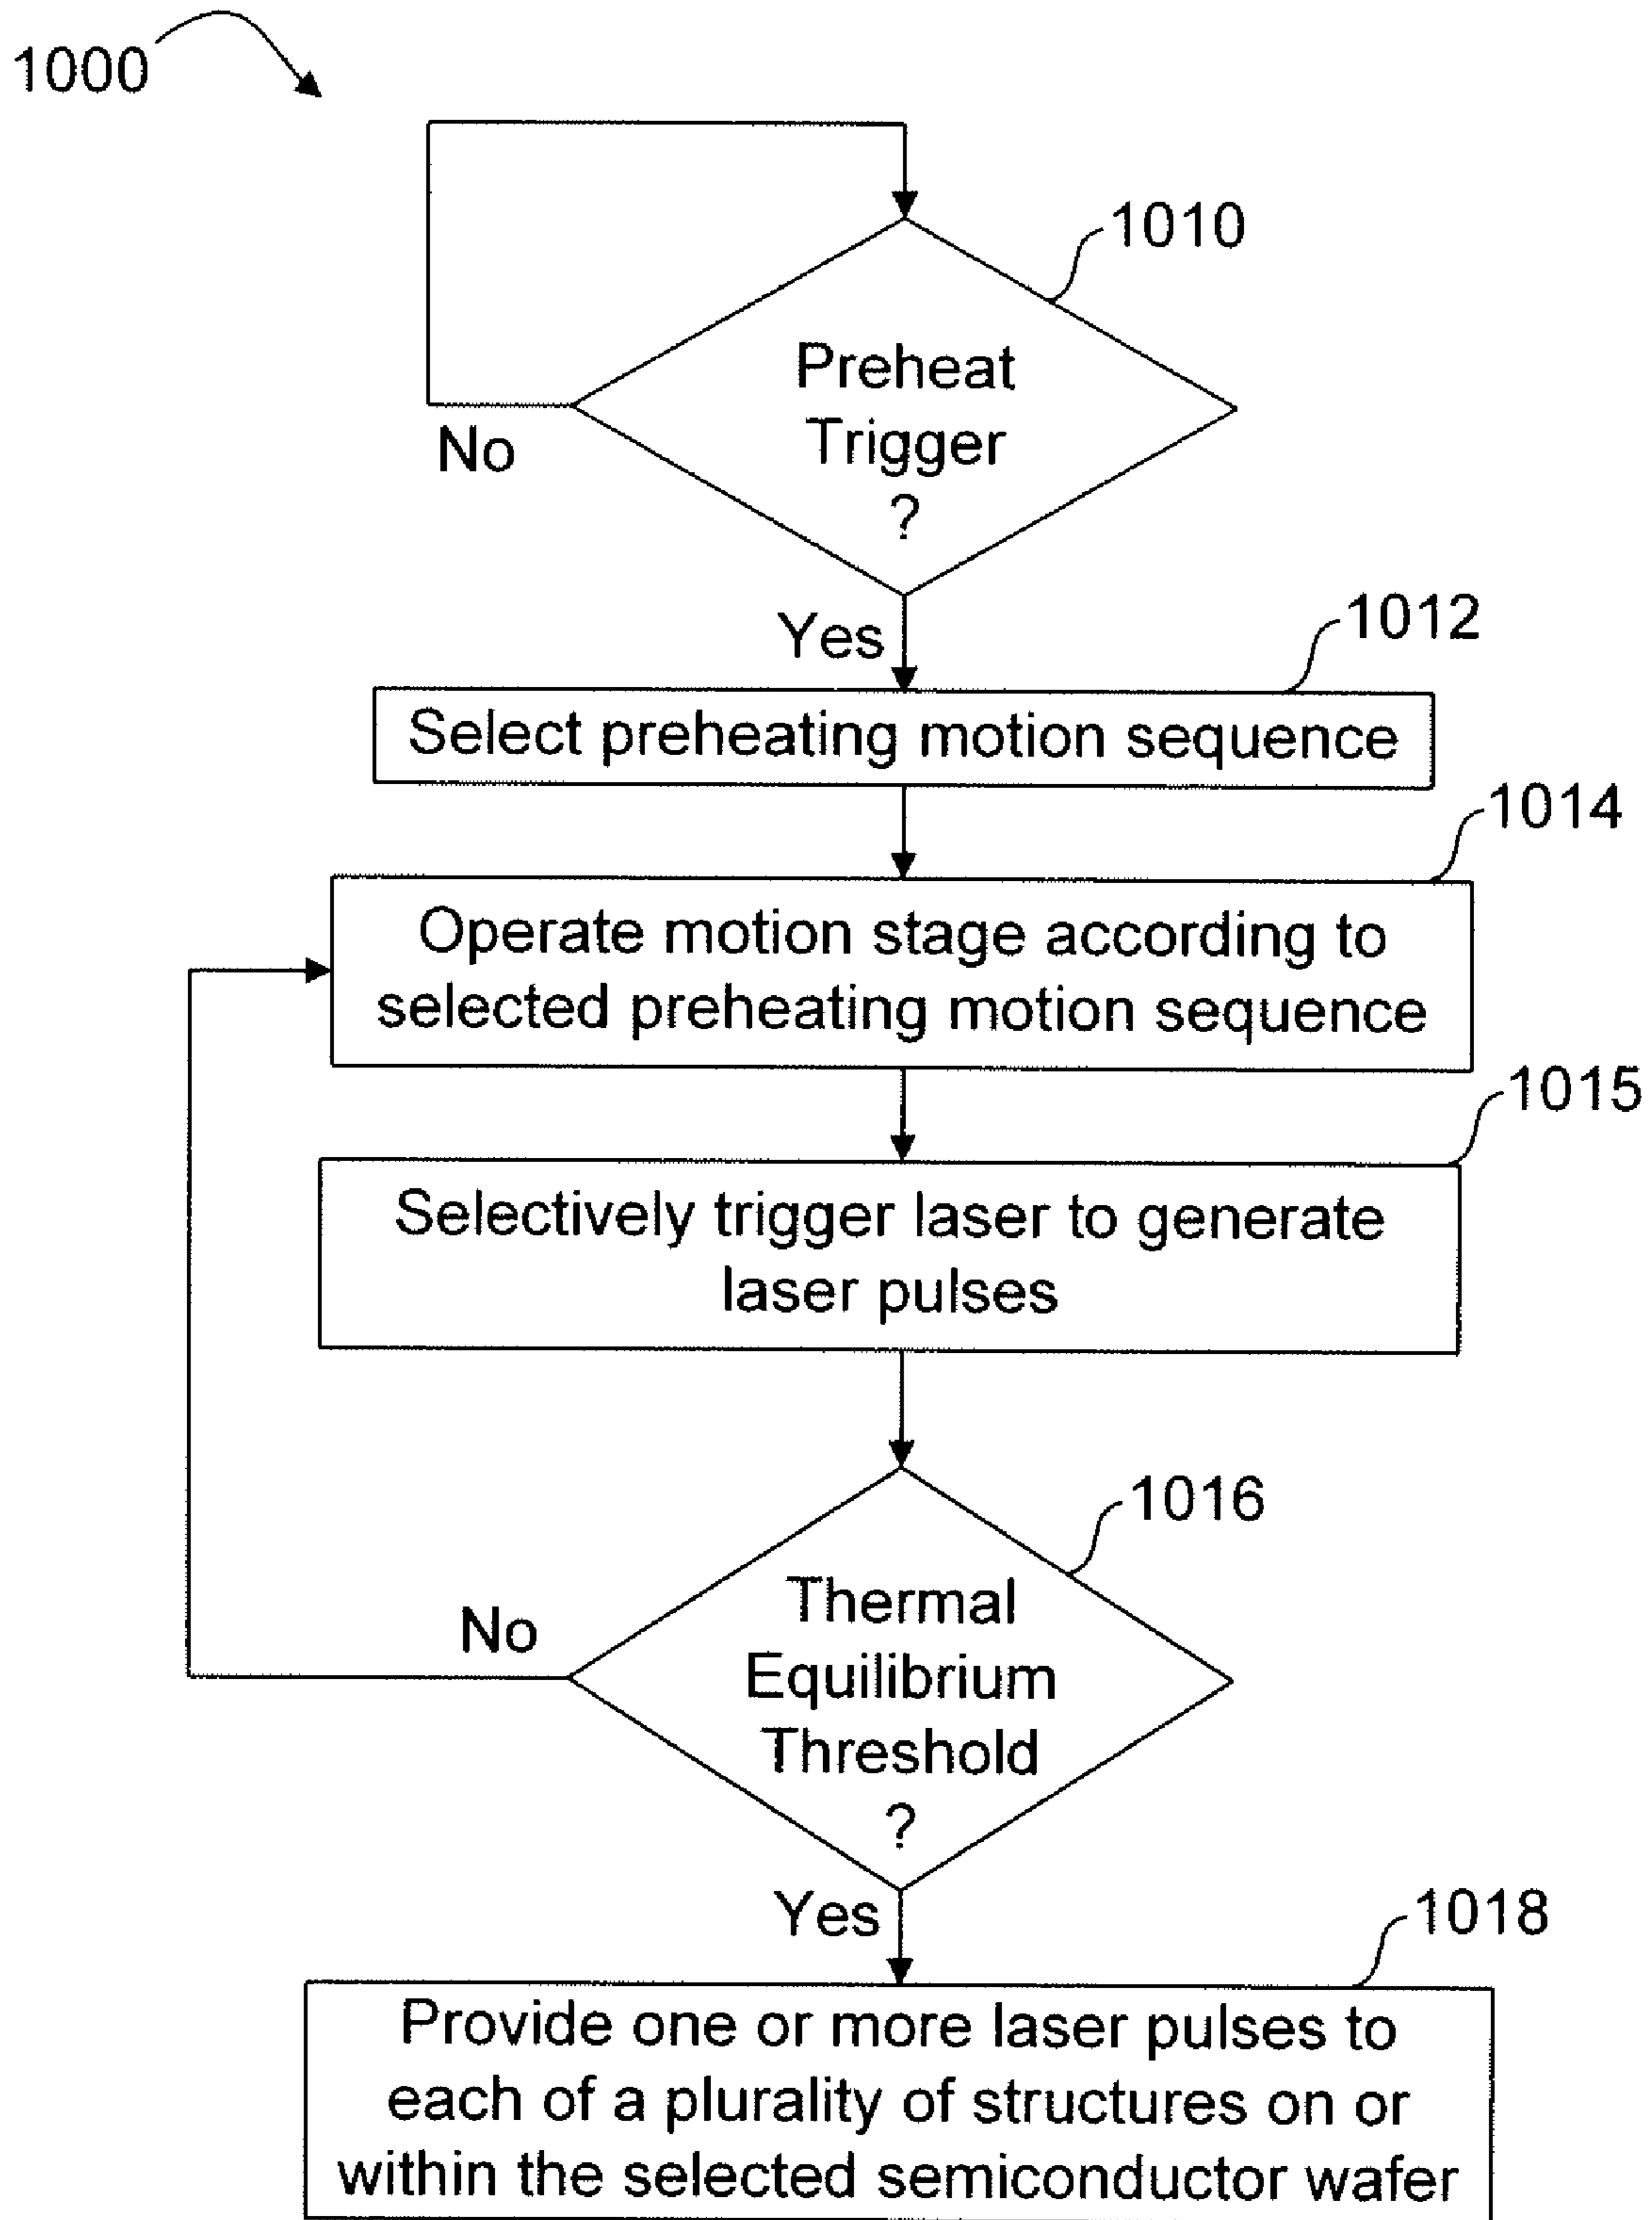 1000
1010
Preheat
Trigger
?
No
Yes
1012
Select preheating motion sequence
1014
Operate motion stage according to
selected preheating motion sequence
1015
Selectively trigger laser to generate
laser pulses
1016
Thermal
Equilibrium
Threshold
?
No
Yes
1018
Provide one or more laser pulses to
each of a plurality of structures on or
within the selected semiconductor wafer